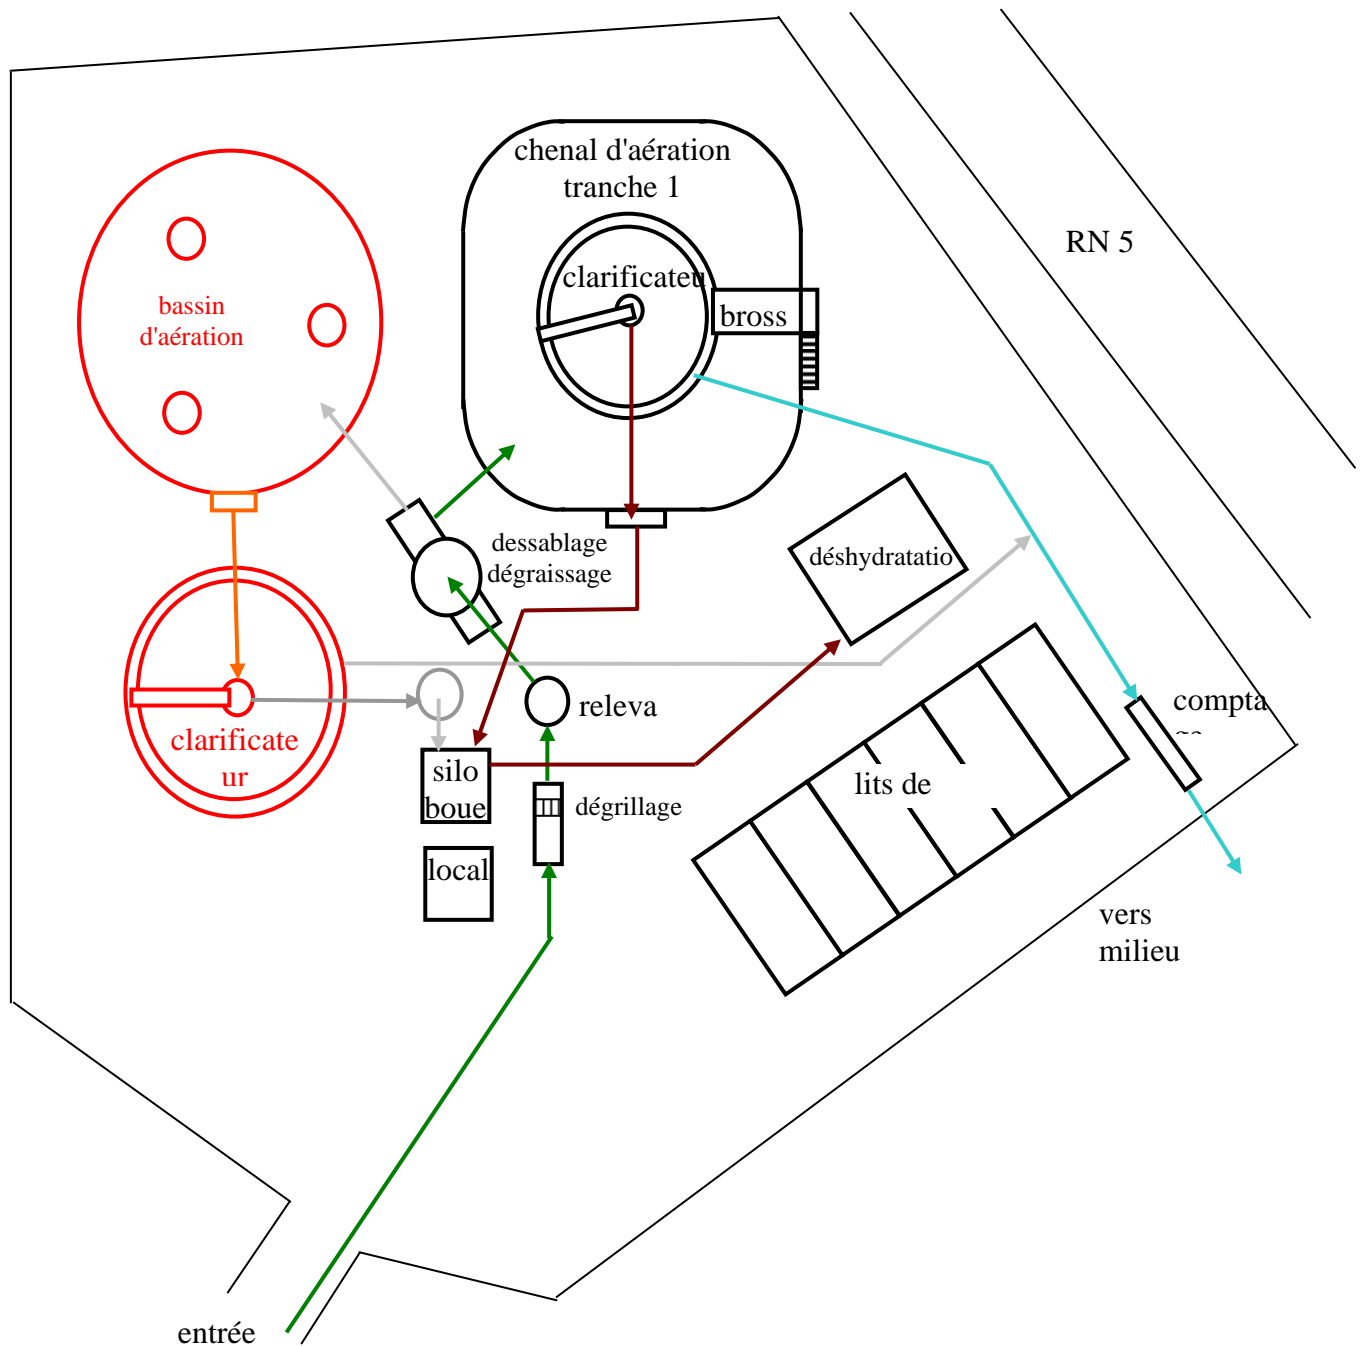 chenal d'aération
tranche 1
RN 5
clarificateu
bassin
d'aération
bross
dessablage
dégraissage
déshydratatio
releva
compta
clarificate
ur
silo
boue
dégrillage
lits de
local
vers
milieu
entrée